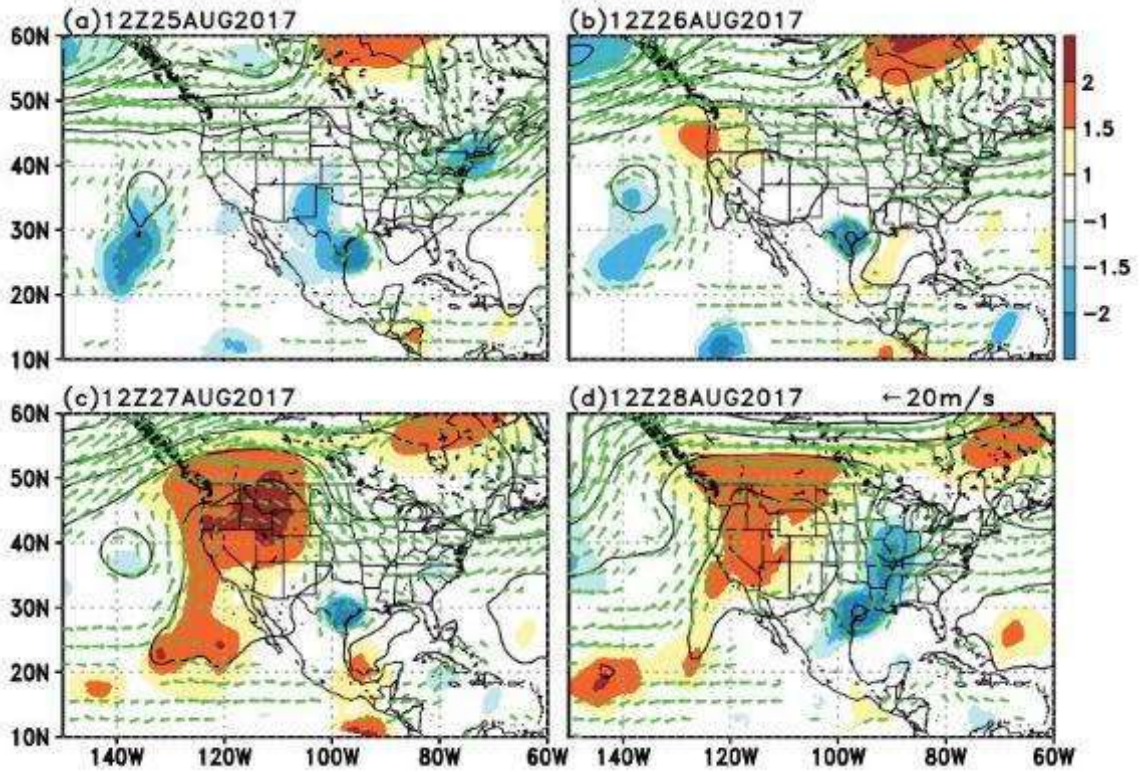 (a)12Z25AUG2017
(b)12Z26AUG2017
60N
50N
40N
30N
20N
10N
2
1.5
1
−1
−1.5
−2
(c)12Z27AUG2017
(d)12Z28AUG2017 ←20m/s
60N
50N
40N
30N
20N
10N
140W 120W 100W 80W 60W 140W 120W 100W 80W 60W